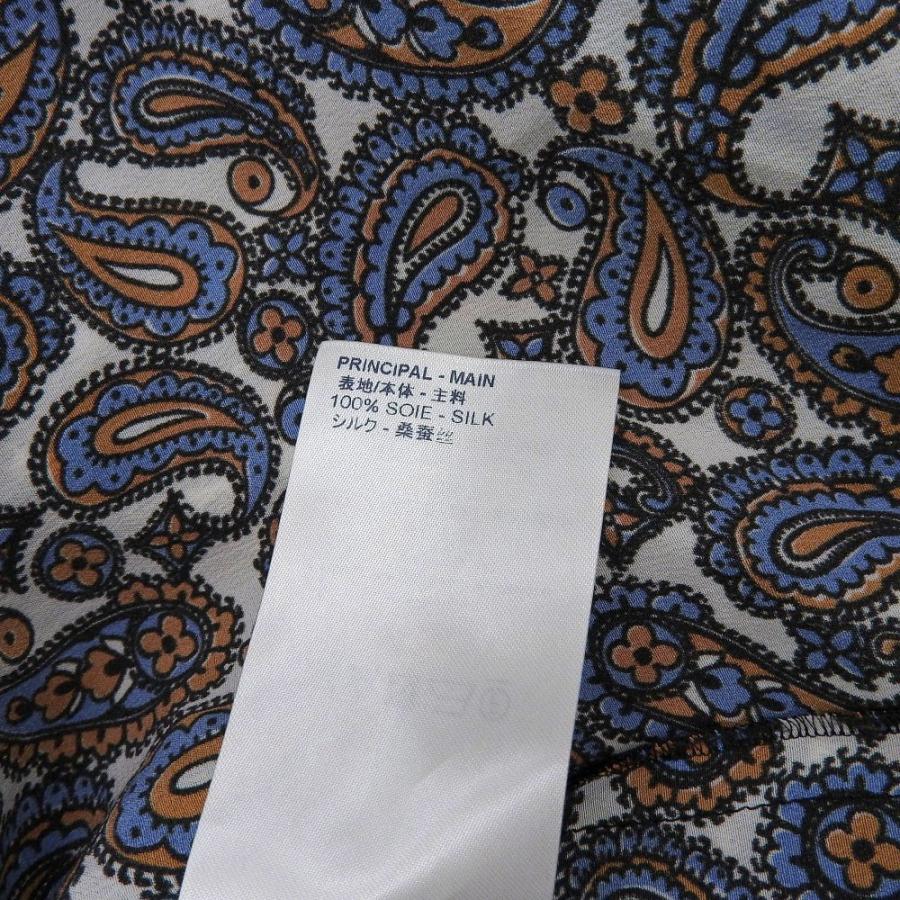 PRINCIPAL - MAIN
表地/本体 - 主料
100% SOIE - SILK
シルク - 桑蚕丝